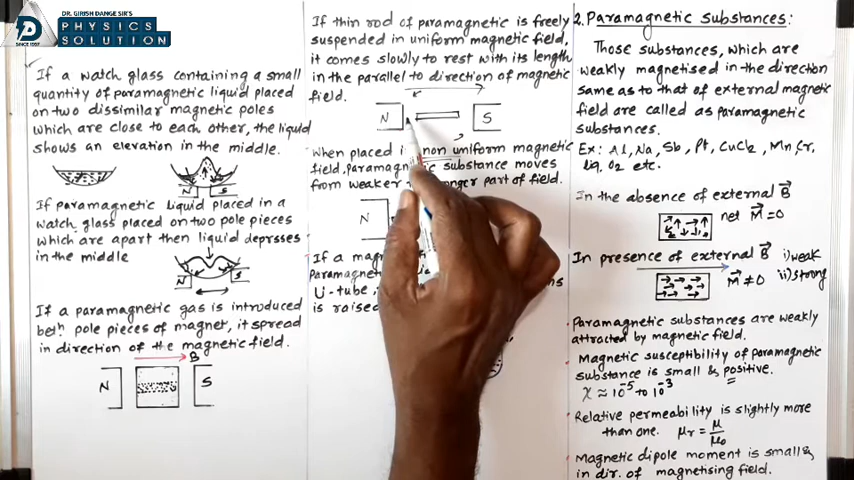 DR. GIRISH DANGE SIR'S
PHYSICS
SOLUTION
SINCE 1997
If a watch glass containing a small
quantity of paramagnetic liquid placed
on two dissimilar magnetic poles
which are close to each other, the liquid
shows an elevation in the middle.
N S
If paramagnetic liquid placed in a
watch glass placed on two pole pieces
which are apart then liquid deprsses
in the middle
N S
If a paramagnetic gas is introduced
betn pole pieces of magnet, it spread
in direction of the magnetic field.
B
N S
If thin rod of paramagnetic is freely
suspended in uniform magnetic field,
it comes slowly to rest with its length
in the parallel to direction of magnetic
field.
N S
When placed in non uniform magnetic
field, paramagnetic substance moves
from weaker to stronger part of field.
N
If a mag
paramagnet
U-tube,
is raised
2. Paramagnetic Substances:
Those substances, which are
weakly magnetised in the direction
same as to that of external magnetic
field are called as paramagnetic
substances.
Ex: Al, Na, Sb, Pt, CuCl2, Mn, Cr,
liq. O2 etc.
In the absence of external B⃗
net M⃗ = 0
In presence of external B⃗ i) weak
ii) strong
M⃗ ≠ 0
Paramagnetic substances are weakly
attracted by magnetic field.
Magnetic susceptibility of paramagnetic
substance is small & positive.
χ ≈ 10⁻⁵ to 10⁻³
Relative permeability is slightly more
than one. μr = μ/μ0
Magnetic dipole moment is small &
in dir. of magnetising field.